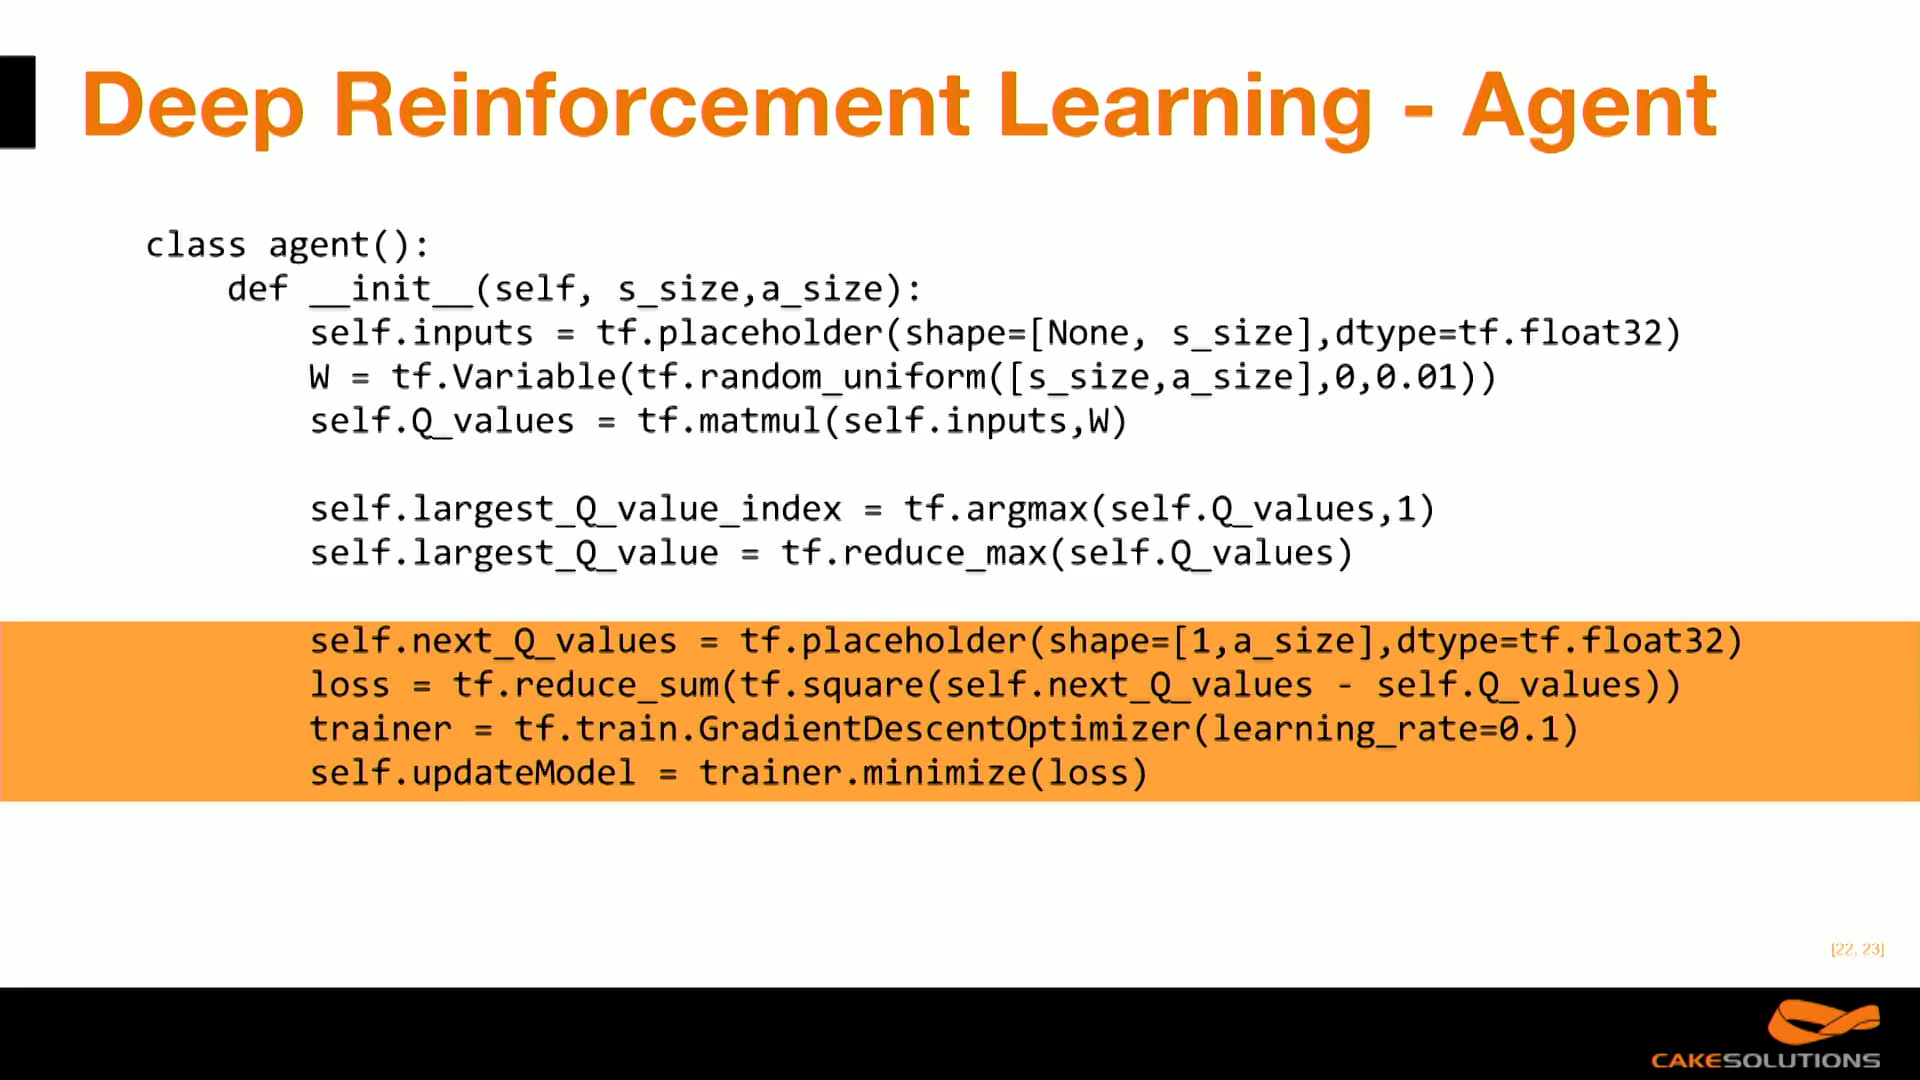 Deep Reinforcement Learning - Agent
class agent():
    def __init__(self, s_size,a_size):
        self.inputs = tf.placeholder(shape=[None, s_size],dtype=tf.float32)
        W = tf.Variable(tf.random_uniform([s_size,a_size],0,0.01))
        self.Q_values = tf.matmul(self.inputs,W)
        self.largest_Q_value_index = tf.argmax(self.Q_values,1)
        self.largest_Q_value = tf.reduce_max(self.Q_values)
        self.next_Q_values = tf.placeholder(shape=[1,a_size],dtype=tf.float32)
        loss = tf.reduce_sum(tf.square(self.next_Q_values - self.Q_values))
        trainer = tf.train.GradientDescentOptimizer(learning_rate=0.1)
        self.updateModel = trainer.minimize(loss)
[22, 23]
CAKESOLUTIONS